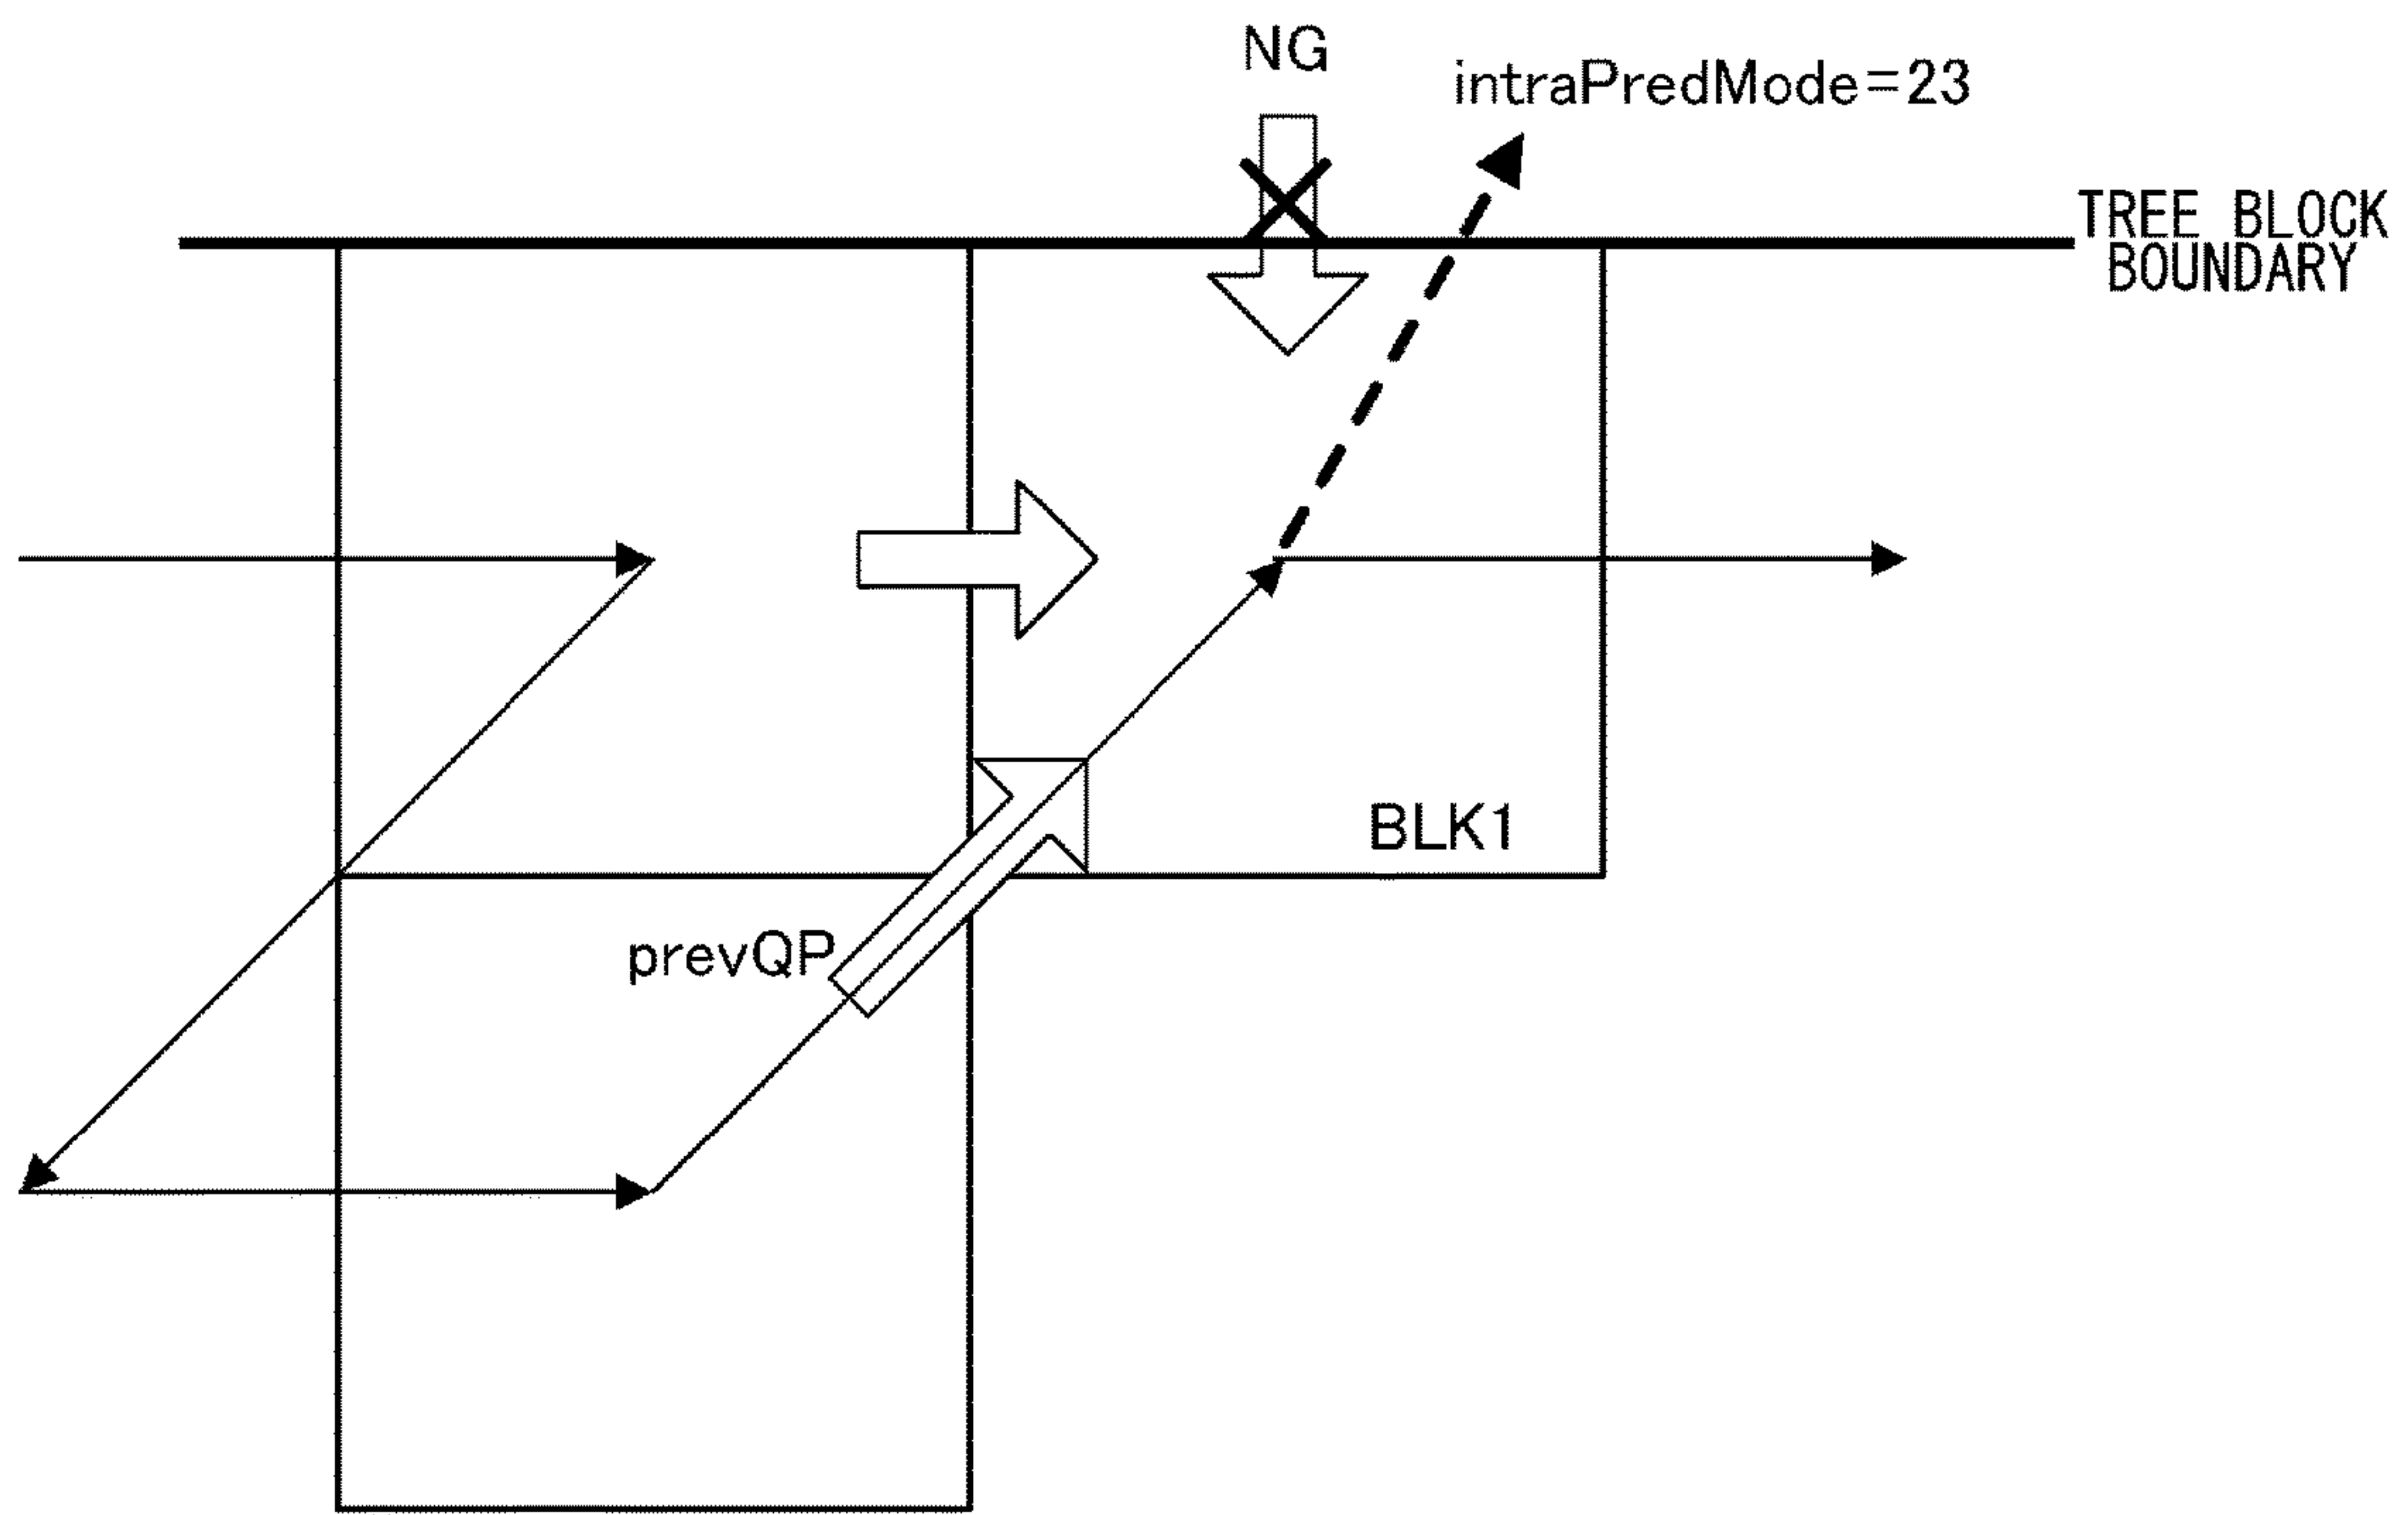 NG
intraPredMode=23
TREE BLOCK
BOUNDARY
BLK1
prevQP